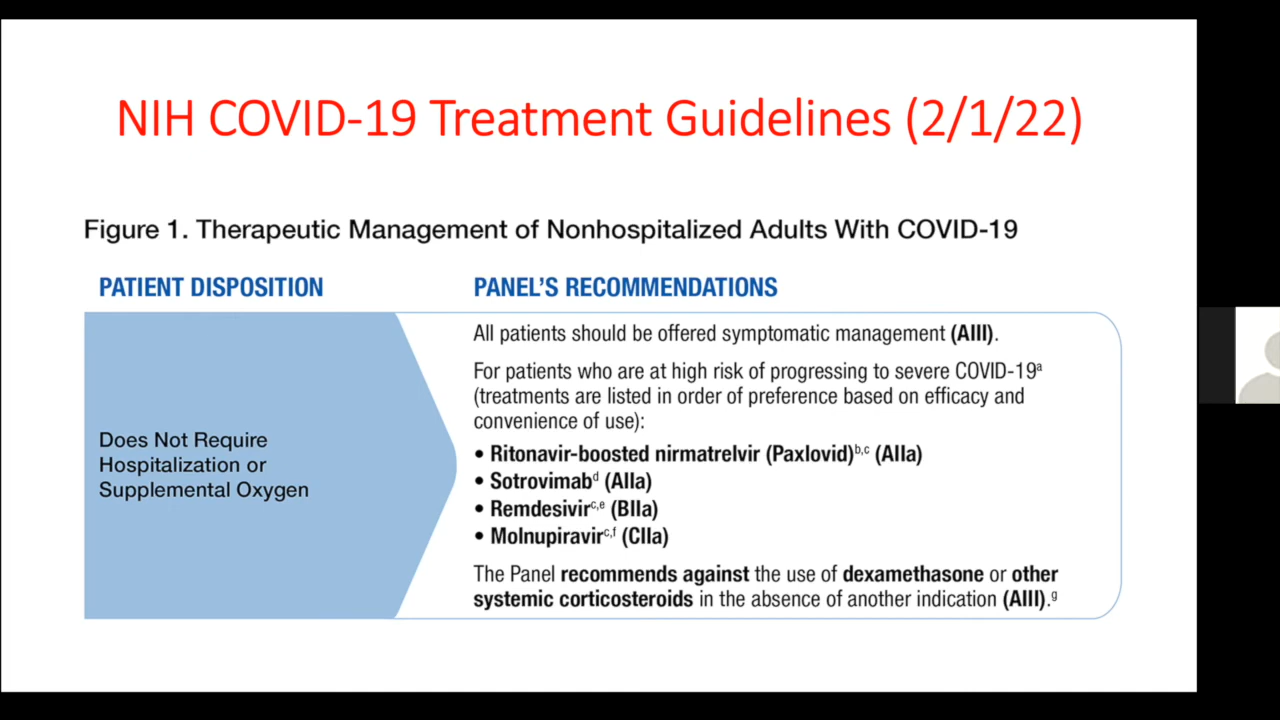 NIH COVID-19 Treatment Guidelines (2/1/22)
Figure 1. Therapeutic Management of Nonhospitalized Adults With COVID-19
PATIENT DISPOSITION
PANEL'S RECOMMENDATIONS
Does Not Require
Hospitalization or
Supplemental Oxygen
All patients should be offered symptomatic management (AIII).
For patients who are at high risk of progressing to severe COVID-19ᵃ
(treatments are listed in order of preference based on efficacy and
convenience of use):
• Ritonavir-boosted nirmatrelvir (Paxlovid)ᵇ,ᶜ (AIIa)
• Sotrovimabᵈ (AIIa)
• Remdesivirᶜ,ᵉ (BIIa)
• Molnupiravirᶜ,ᶠ (CIIa)
The Panel recommends against the use of dexamethasone or other
systemic corticosteroids in the absence of another indication (AIII).ᵍ